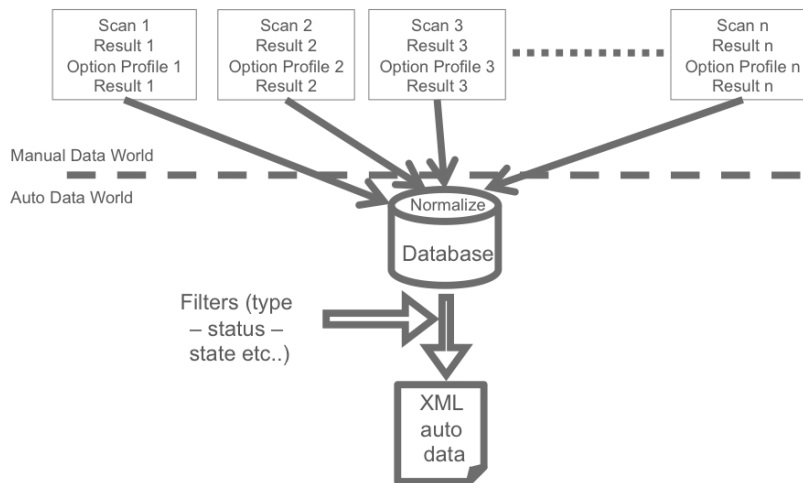 Scan 1
Result 1
Option Profile 1
Result 1
Scan 2
Result 2
Option Profile 2
Result 2
Scan 3
Result 3
Option Profile 3
Result 3
Scan n
Result n
Option Profile n
Result n
Manual Data World
Auto Data World
Normalize
Database
Filters (type
– status –
state etc..)
XML
auto
data